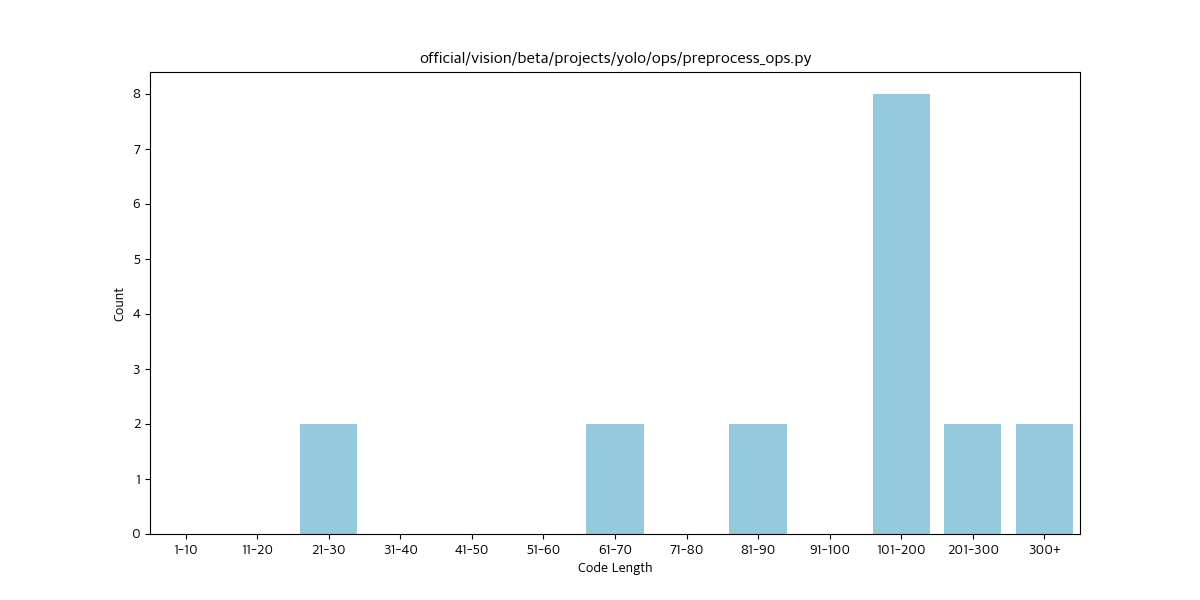 official/vision/beta/projects/yolo/ops/preprocess_ops.py
8
7
6
5
4
3
2
1
0
Count
1-10 11-20 21-30 31-40 41-50 51-60 61-70 71-80 81-90 91-100 101-200 201-300 300+
Code Length